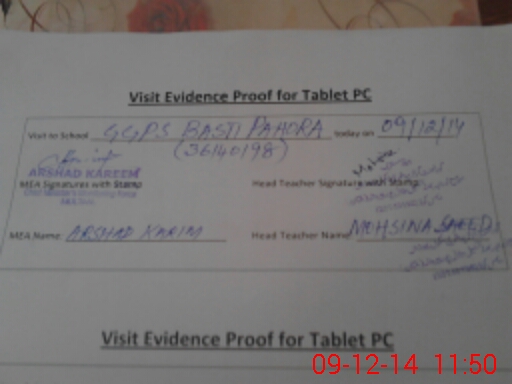 Visit Evidence Proof for Tablet PC
Visit to School GGPS BASTI PAHORA today on 09/12/14
(36140198)
ARSHAD KAREEM
MEA Signatures with Stamp Head Teacher Signature with Stamp
MEA Name: ARSHAD KARIM Head Teacher Name MOHSINA SAEED
Visit Evidence Proof for Tablet PC
09-12-14 11:50